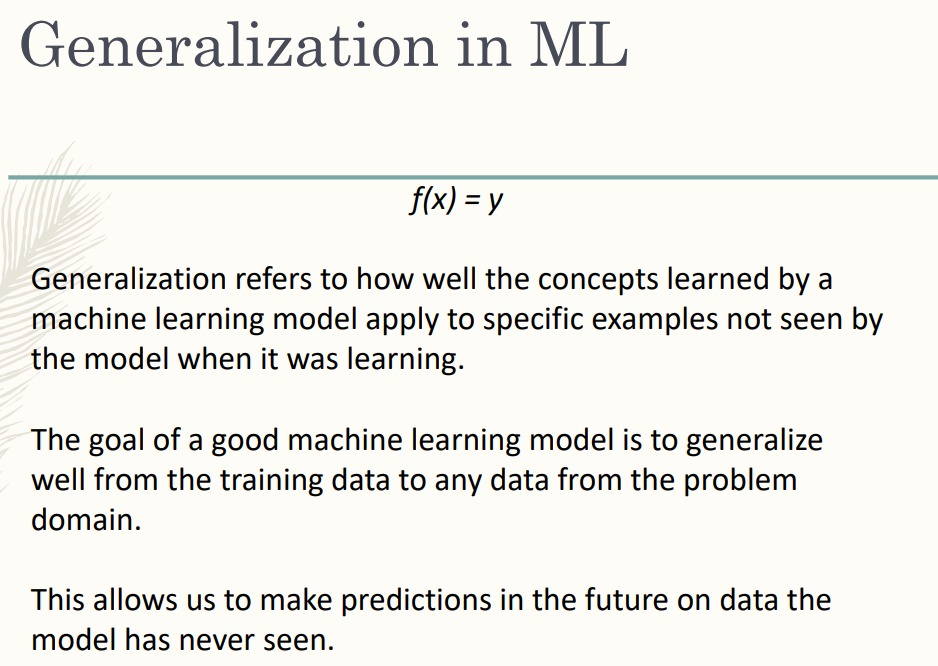 Generalization in ML
f(x) = y
Generalization refers to how well the concepts learned by a
machine learning model apply to specific examples not seen by
the model when it was learning.
The goal of a good machine learning model is to generalize
well from the training data to any data from the problem
domain.
This allows us to make predictions in the future on data the
model has never seen.